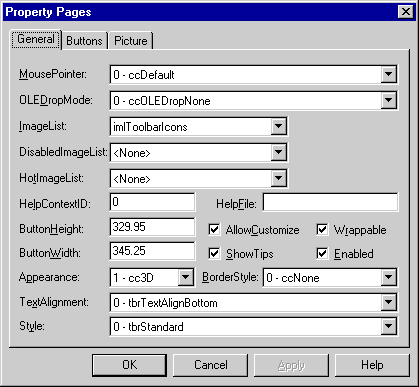 Property Pages
General Buttons Picture
MousePointer: 0 - ccDefault
OLEDropMode: 0 - ccOLEDropNone
ImageList: imlToolbarIcons
DisabledImageList: <None>
HotImageList: <None>
HelpContextID: 0 HelpFile:
ButtonHeight: 329.95 AllowCustomize Wrappable
ButtonWidth: 345.25 ShowTips Enabled
Appearance: 1 - cc3D BorderStyle: 0 - ccNone
TextAlignment: 0 - tbrTextAlignBottom
Style: 0 - tbrStandard
OK Cancel Apply Help